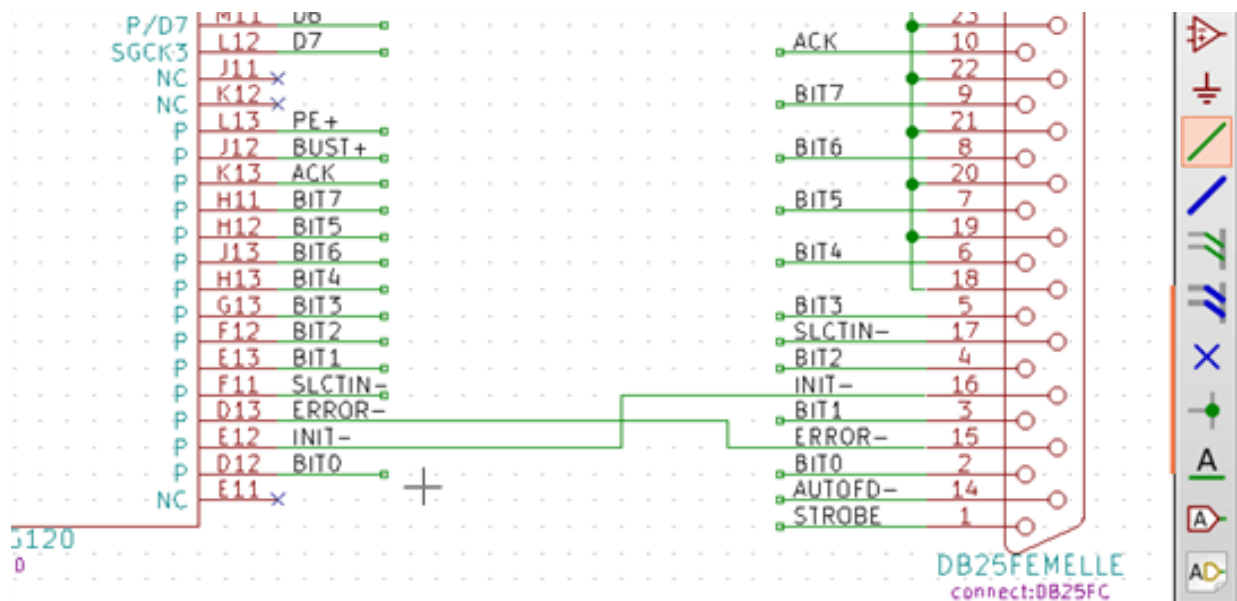 M11 D6
P/D7
L12 D7
SGCK3
J11
NC
K12
NC
L13 PE+
P
J12 BUST+
P
K13 ACK
P
H11 BIT7
P
H12 BIT5
P
J13 BIT6
P
H13 BIT4
P
G13 BIT3
P
F12 BIT2
P
E13 BIT1
P
F11 SLCTIN-
P
D13 ERROR-
P
E12 INIT-
P
D12 BIT0
P
E11
NC
G120
D
23
ACK 10
22
BIT7 9
21
BIT6 8
20
BIT5 7
19
BIT4 6
18
BIT3 5
SLCTIN- 17
BIT2 4
INIT- 16
BIT1 3
ERROR- 15
BIT0 2
AUTOFD- 14
STROBE 1
DB25FEMELLE
connect:DB25FC
A
A
AD